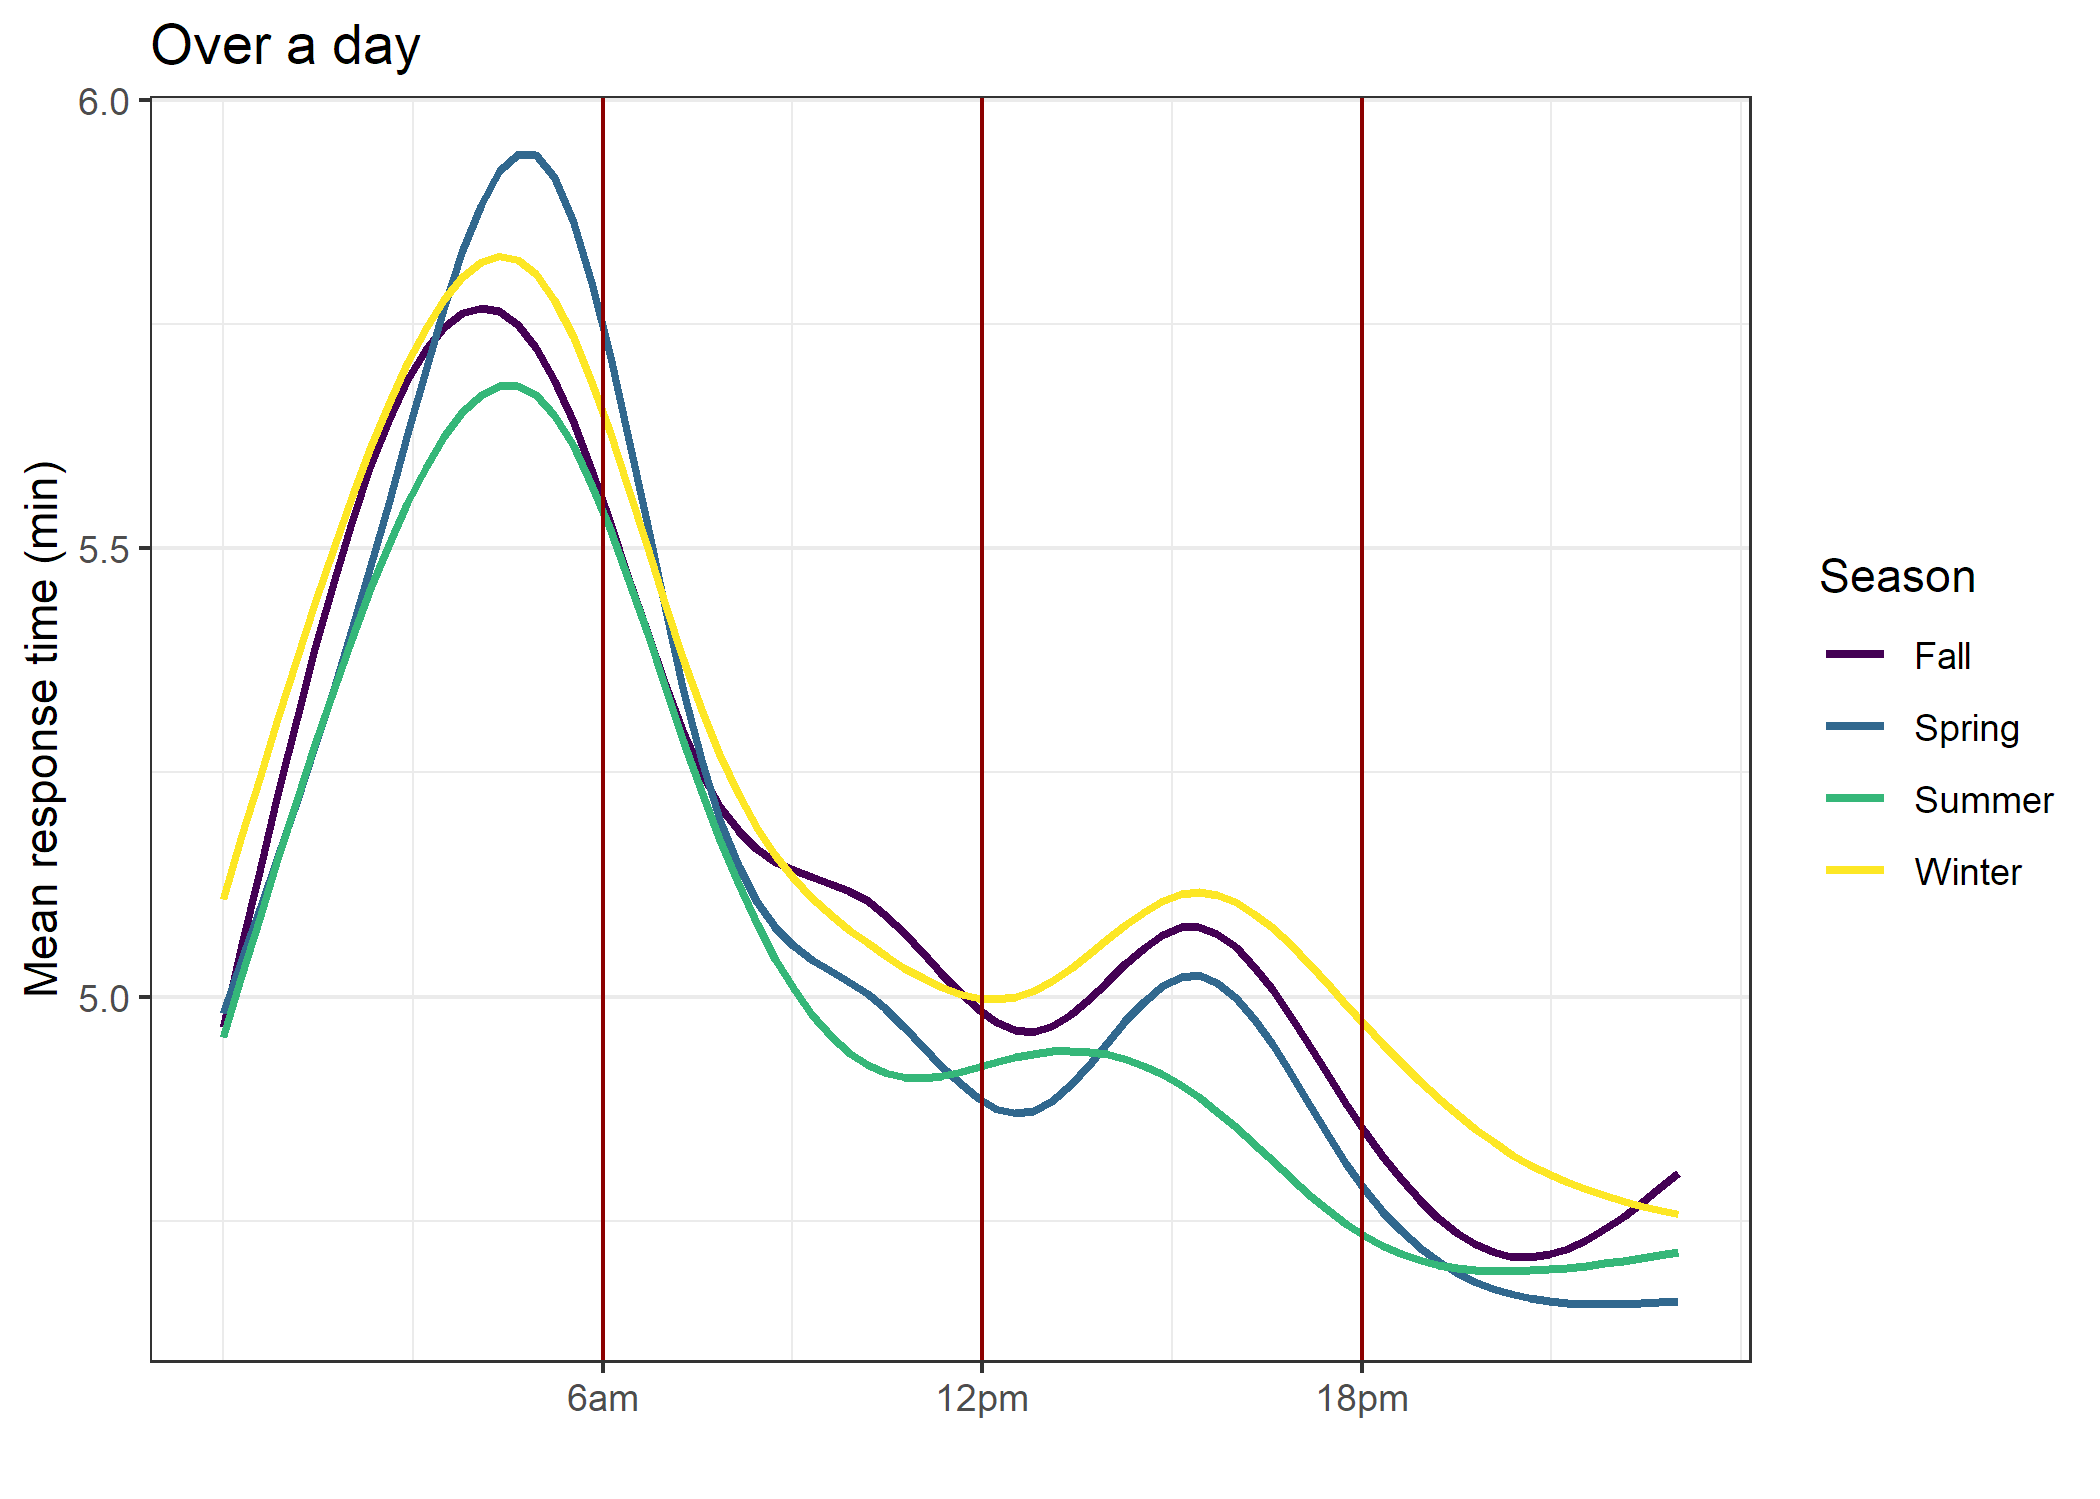 Over a day
Mean response time (min)
6.0
5.5
5.0
6am
12pm
18pm
Season
Fall
Spring
Summer
Winter